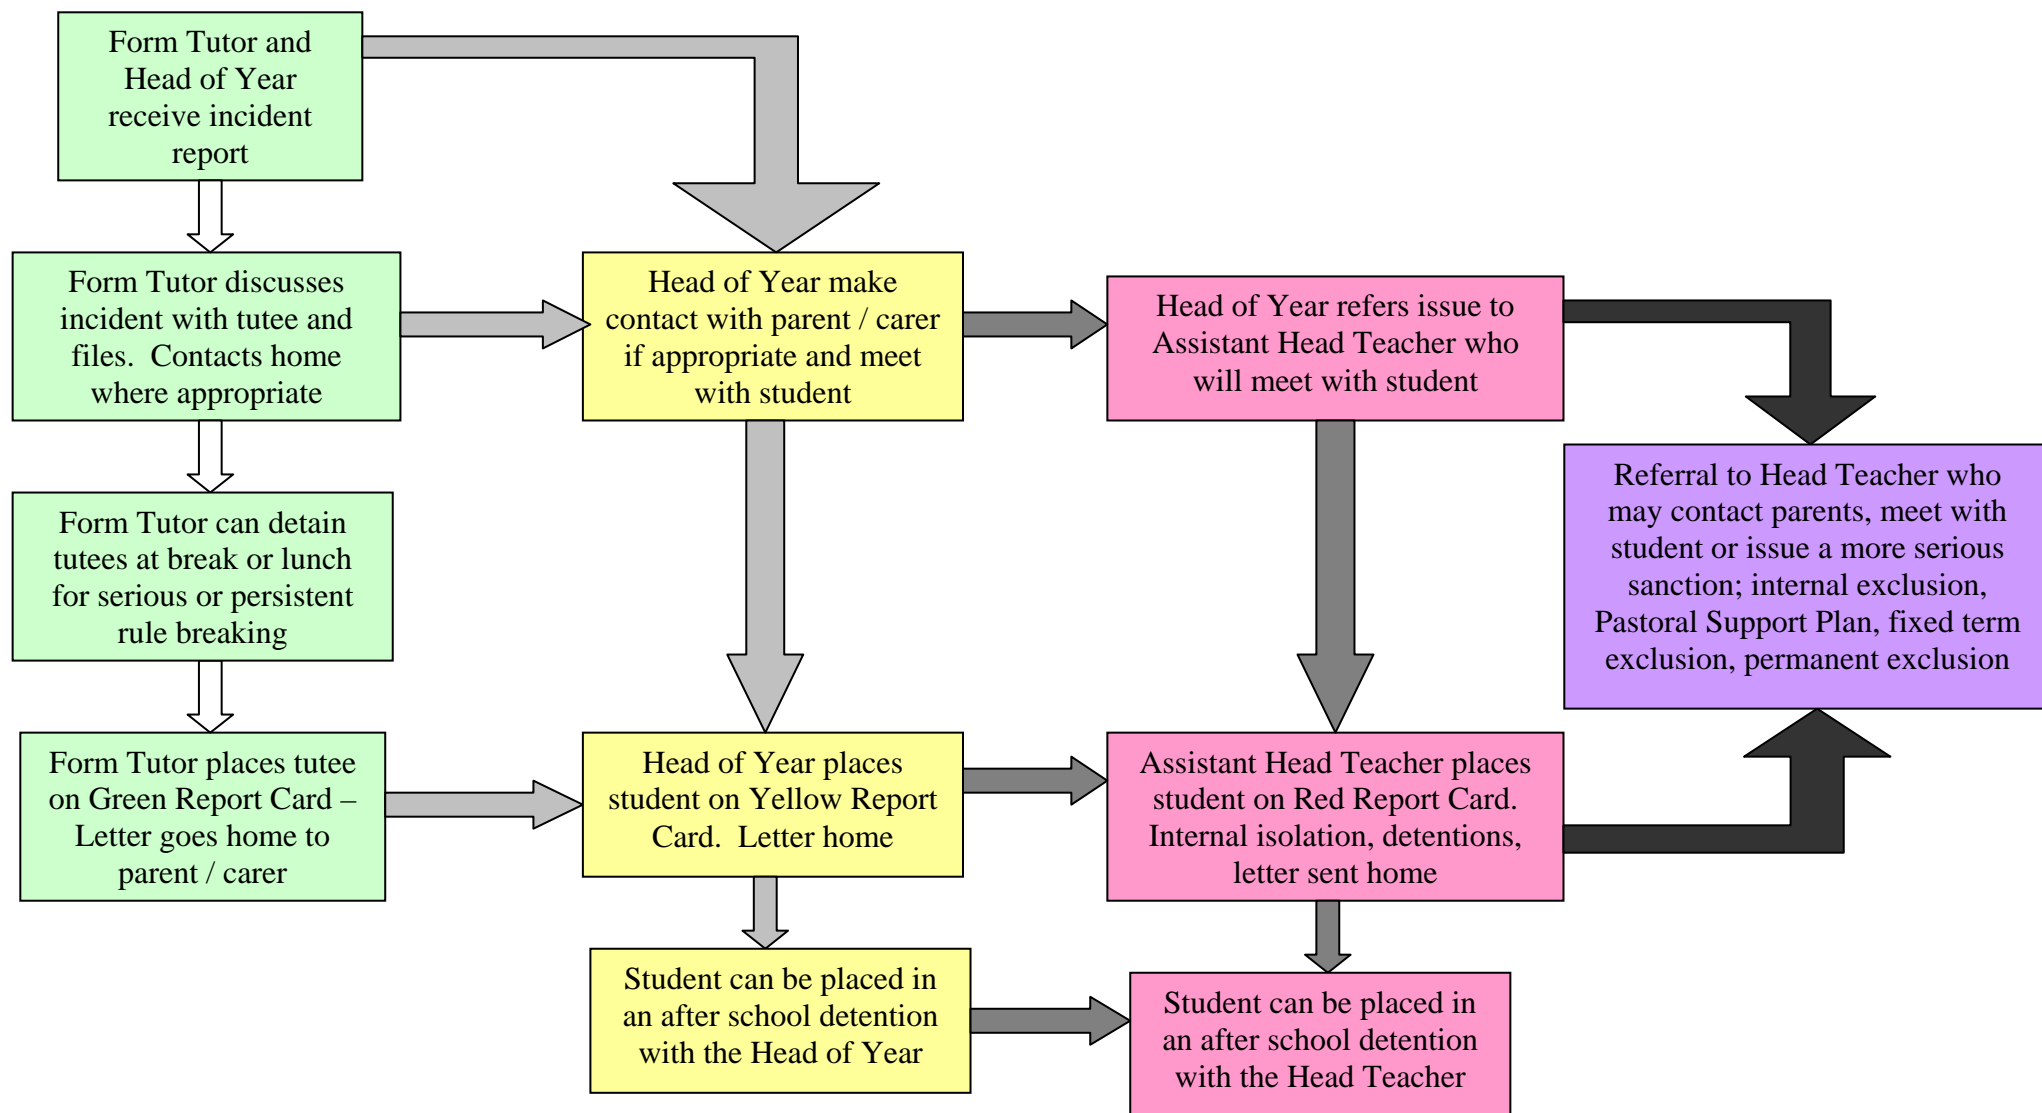 Form Tutor and
Head of Year
receive incident
report
Form Tutor discusses
incident with tutee and
files.  Contacts home
where appropriate
Form Tutor can detain
tutees at break or lunch
for serious or persistent
rule breaking
Form Tutor places tutee
on Green Report Card –
Letter goes home to
parent / carer
Head of Year make
contact with parent / carer
if appropriate and meet
with student
Head of Year places
student on Yellow Report
Card.  Letter home
Student can be placed in
an after school detention
with the Head of Year
Head of Year refers issue to
Assistant Head Teacher who
will meet with student
Assistant Head Teacher places
student on Red Report Card.
Internal isolation, detentions,
letter sent home
Student can be placed in
an after school detention
with the Head Teacher
Referral to Head Teacher who
may contact parents, meet with
student or issue a more serious
sanction; internal exclusion,
Pastoral Support Plan, fixed term
exclusion, permanent exclusion